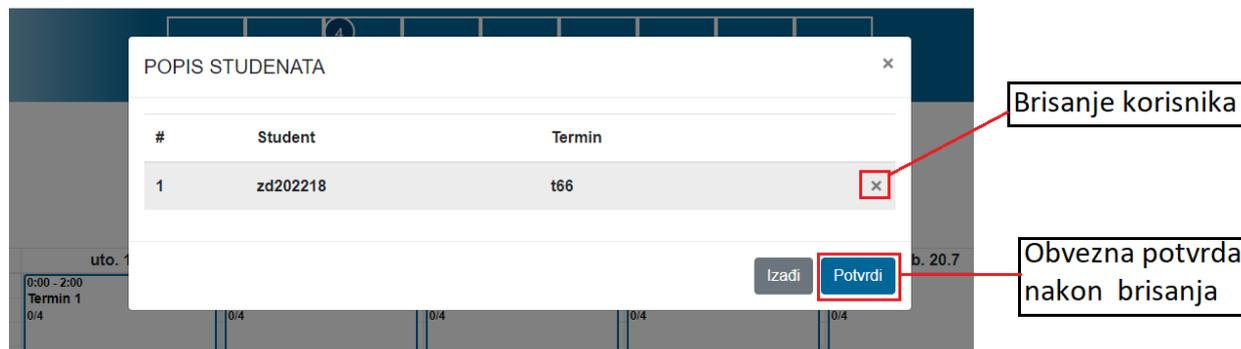 4
POPIS STUDENATA ×
# Student Termin
1 zd202218 t66 ×
Izađi Potvrdi
uto. 1
b. 20.7
0:00 - 2:00
Termin 1
0/4 0/4 0/4 0/4 0/4
Brisanje korisnika
Obvezna potvrda
nakon brisanja